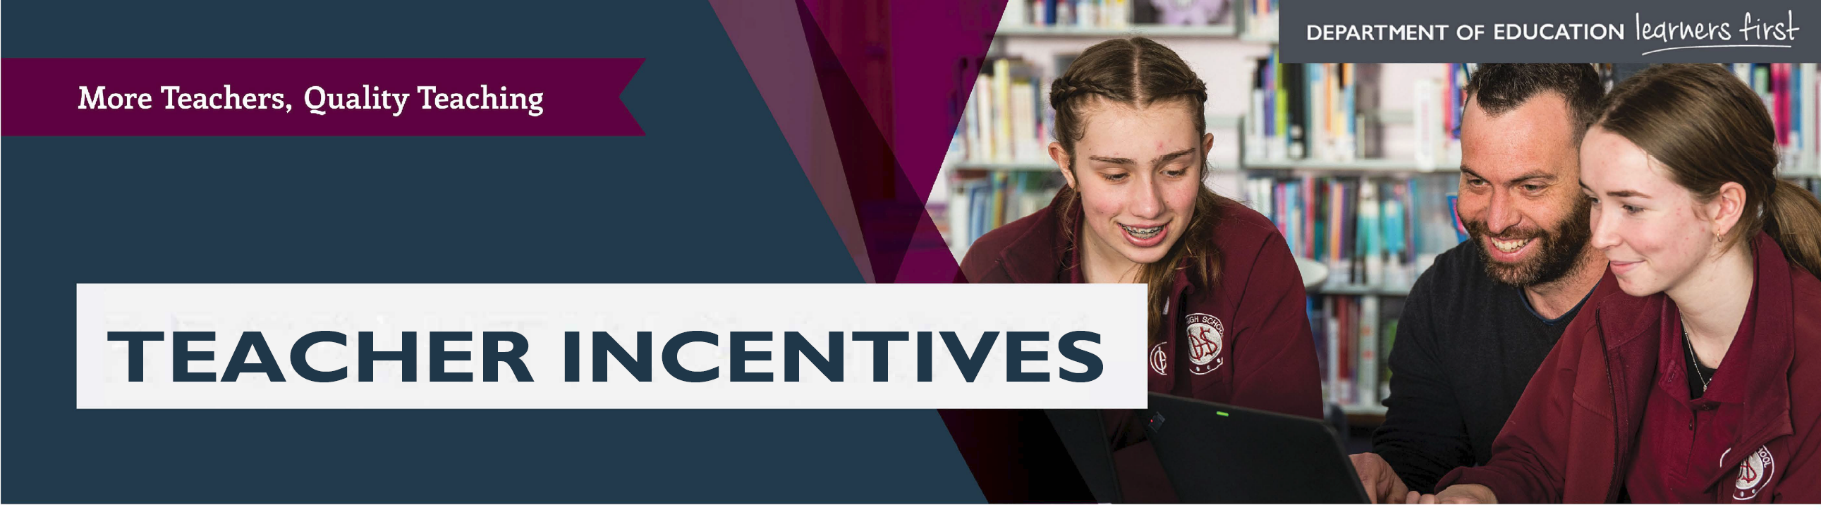 DEPARTMENT OF EDUCATION learners first
More Teachers, Quality Teaching
TEACHER INCENTIVES